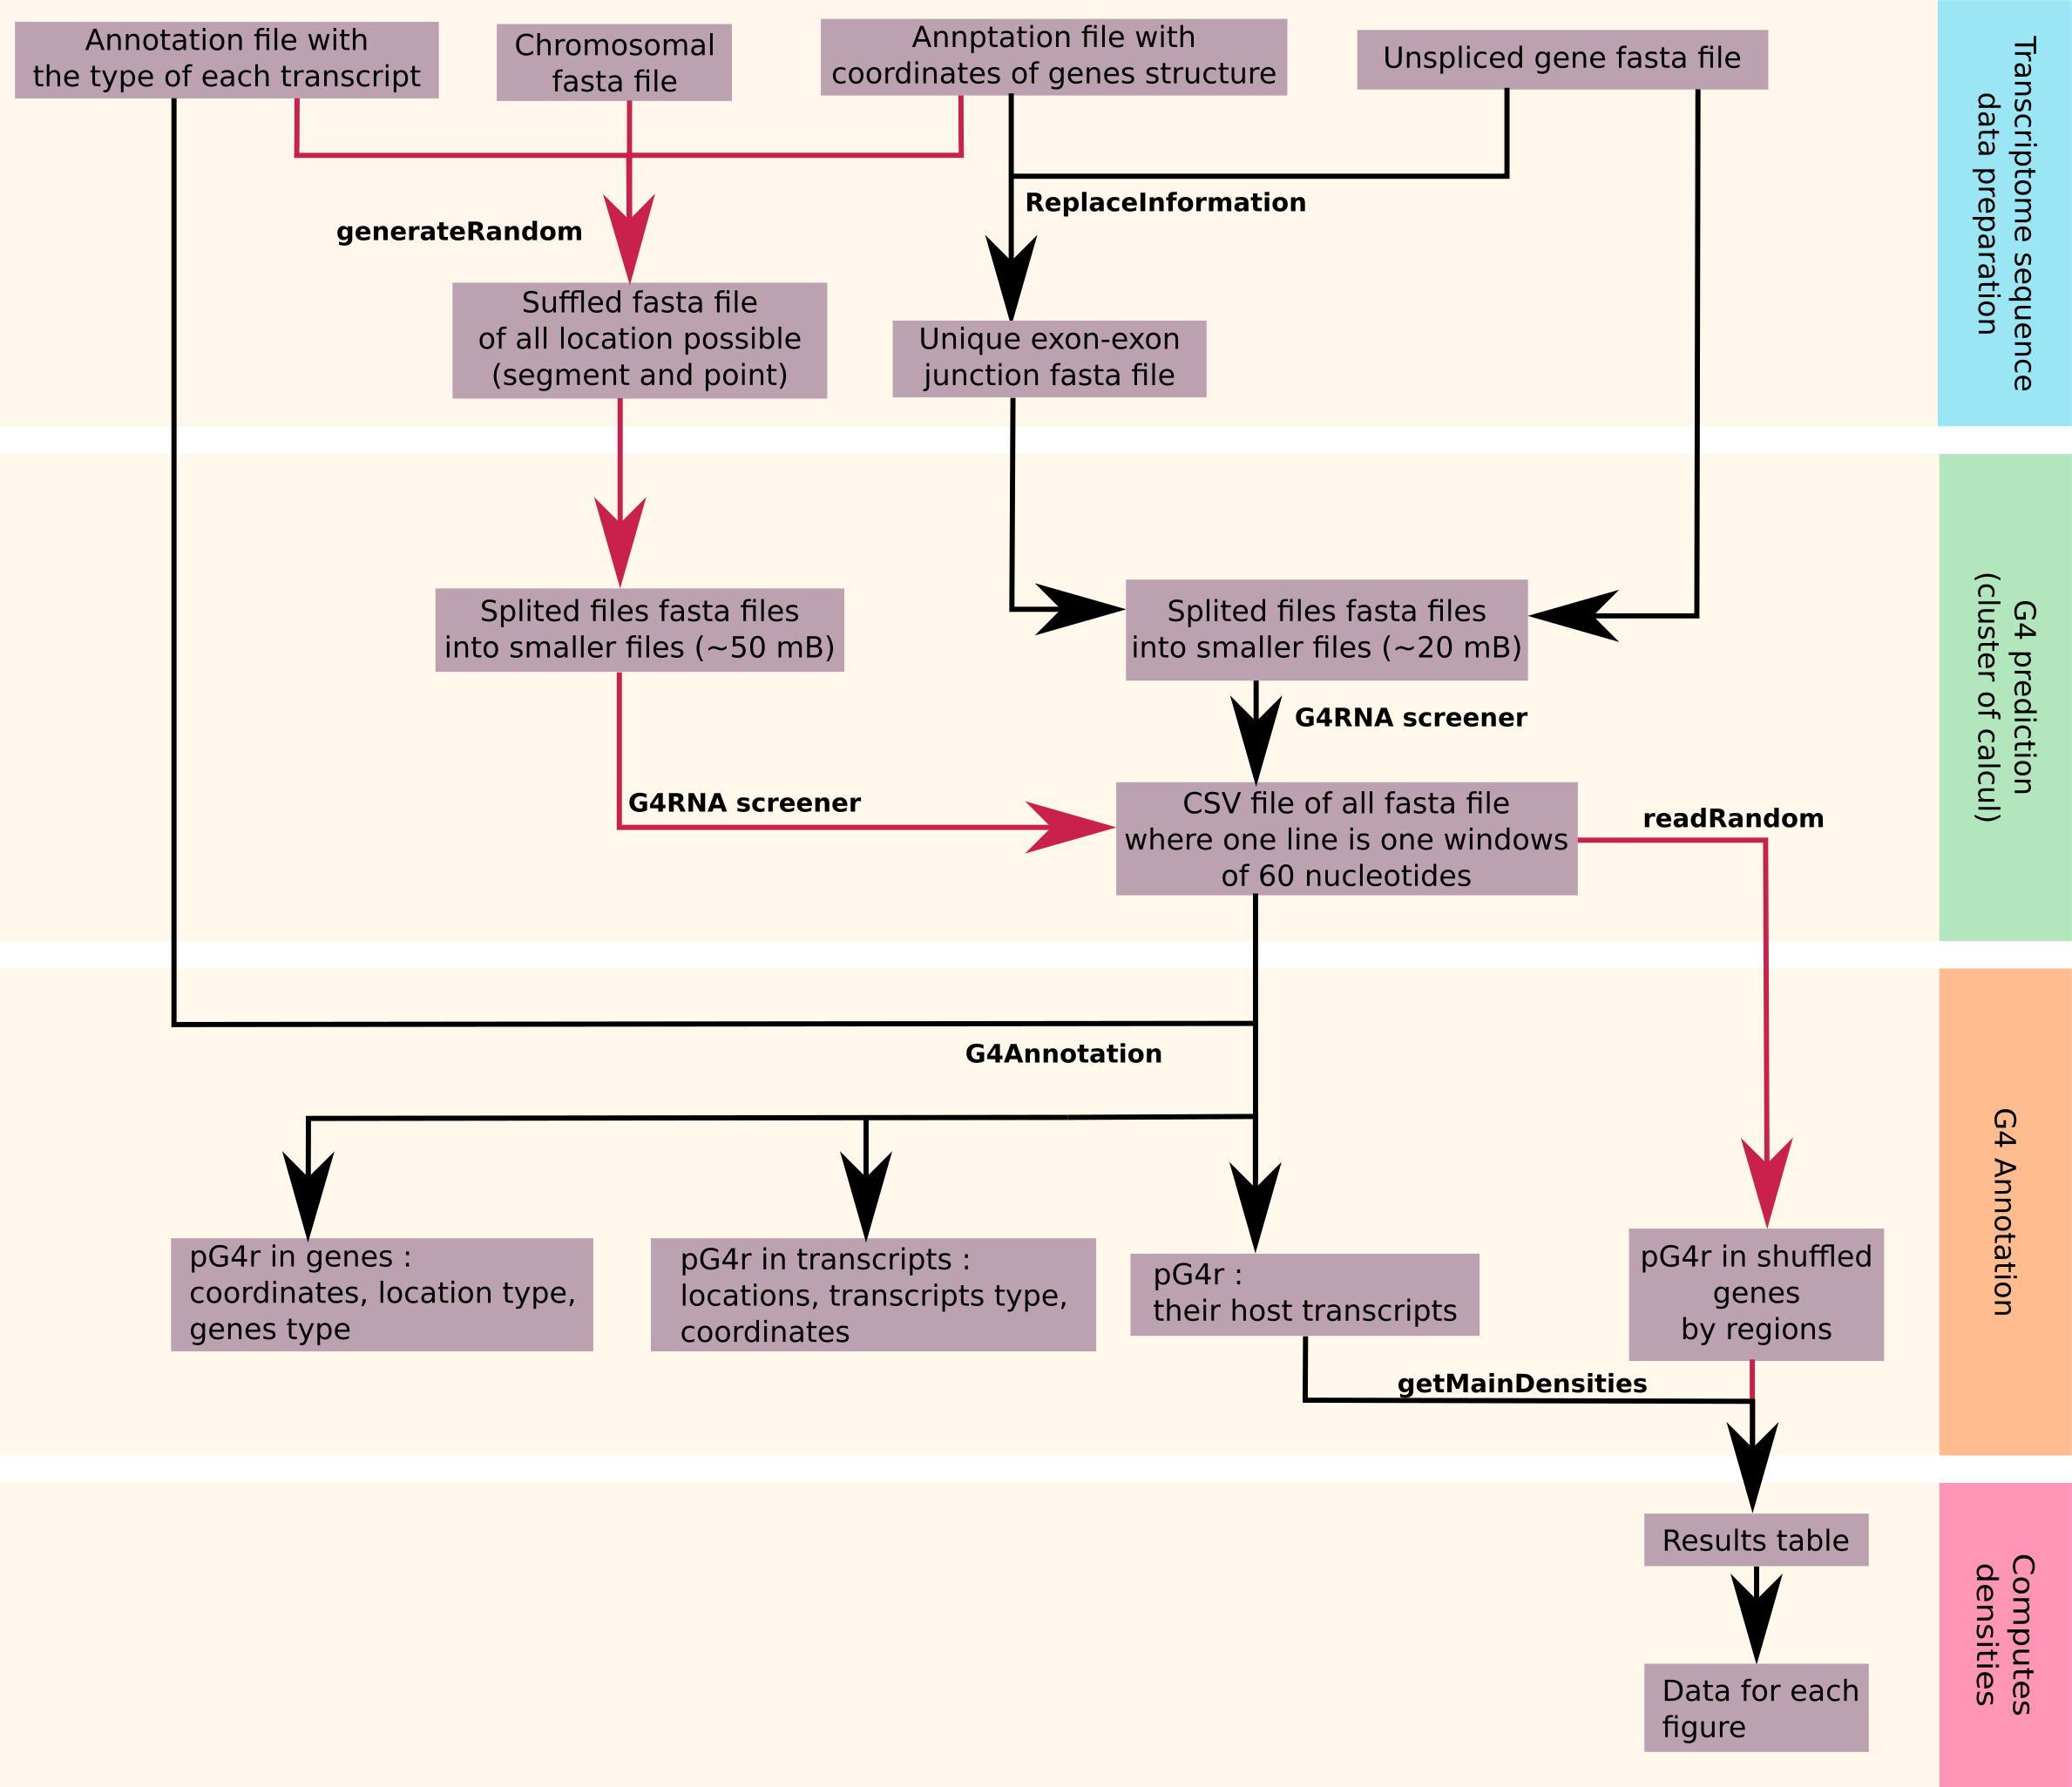 Annotation file with
the type of each transcript
Chromosomal
fasta file
Annptation file with
coordinates of genes structure
Unspliced gene fasta file
Transcriptome sequence
data preparation
ReplaceInformation
generateRandom
Suffled fasta file
of all location possible
(segment and point)
Unique exon-exon
junction fasta file
G4 prediction
(cluster of calcul)
Splited files fasta files
into smaller files (~50 mB)
Splited files fasta files
into smaller files (~20 mB)
G4RNA screener
G4RNA screener
CSV file of all fasta file
where one line is one windows
of 60 nucleotides
readRandom
G4 Annotation
G4Annotation
pG4r in genes :
coordinates, location type,
genes type
pG4r in transcripts :
locations, transcripts type,
coordinates
pG4r :
their host transcripts
pG4r in shuffled
genes
by regions
getMainDensities
Computes
densities
Results table
Data for each
figure